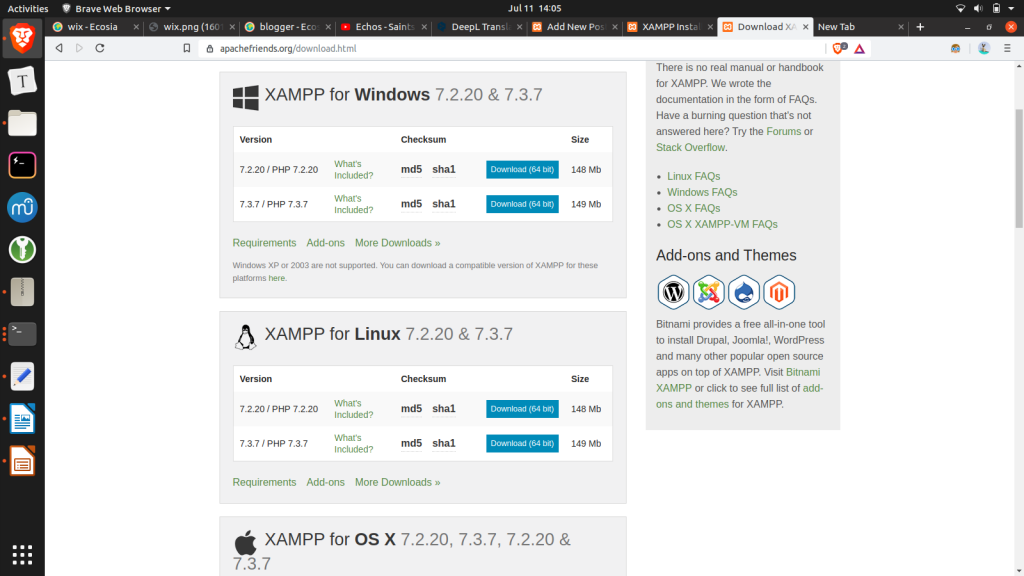 Activities Brave Web Browser Jul 11 14:05
wix - Ecosia
wix.png (160
blogger - Ecos
Echos - Saints
DeepL Transl
Add New Pos
XAMPP Instal
Download XA
New Tab
apachefriends.org/download.html
XAMPP for Windows 7.2.20 & 7.3.7
Version Checksum Size
7.2.20 / PHP 7.2.20 What's Included? md5 sha1 Download (64 bit) 148 Mb
7.3.7 / PHP 7.3.7 What's Included? md5 sha1 Download (64 bit) 149 Mb
Requirements Add-ons More Downloads »
Windows XP or 2003 are not supported. You can download a compatible version of XAMPP for these
platforms here.
XAMPP for Linux 7.2.20 & 7.3.7
Version Checksum Size
7.2.20 / PHP 7.2.20 What's Included? md5 sha1 Download (64 bit) 148 Mb
7.3.7 / PHP 7.3.7 What's Included? md5 sha1 Download (64 bit) 149 Mb
Requirements Add-ons More Downloads »
XAMPP for OS X 7.2.20, 7.3.7, 7.2.20 &
7.3.7
There is no real manual or handbook
for XAMPP. We wrote the
documentation in the form of FAQs.
Have a burning question that's not
answered here? Try the Forums or
Stack Overflow.
Linux FAQs
Windows FAQs
OS X FAQs
OS X XAMPP-VM FAQs
Add-ons and Themes
Bitnami provides a free all-in-one tool
to install Drupal, Joomla!, WordPress
and many other popular open source
apps on top of XAMPP. Visit Bitnami
XAMPP or click to see full list of add-
ons and themes for XAMPP.